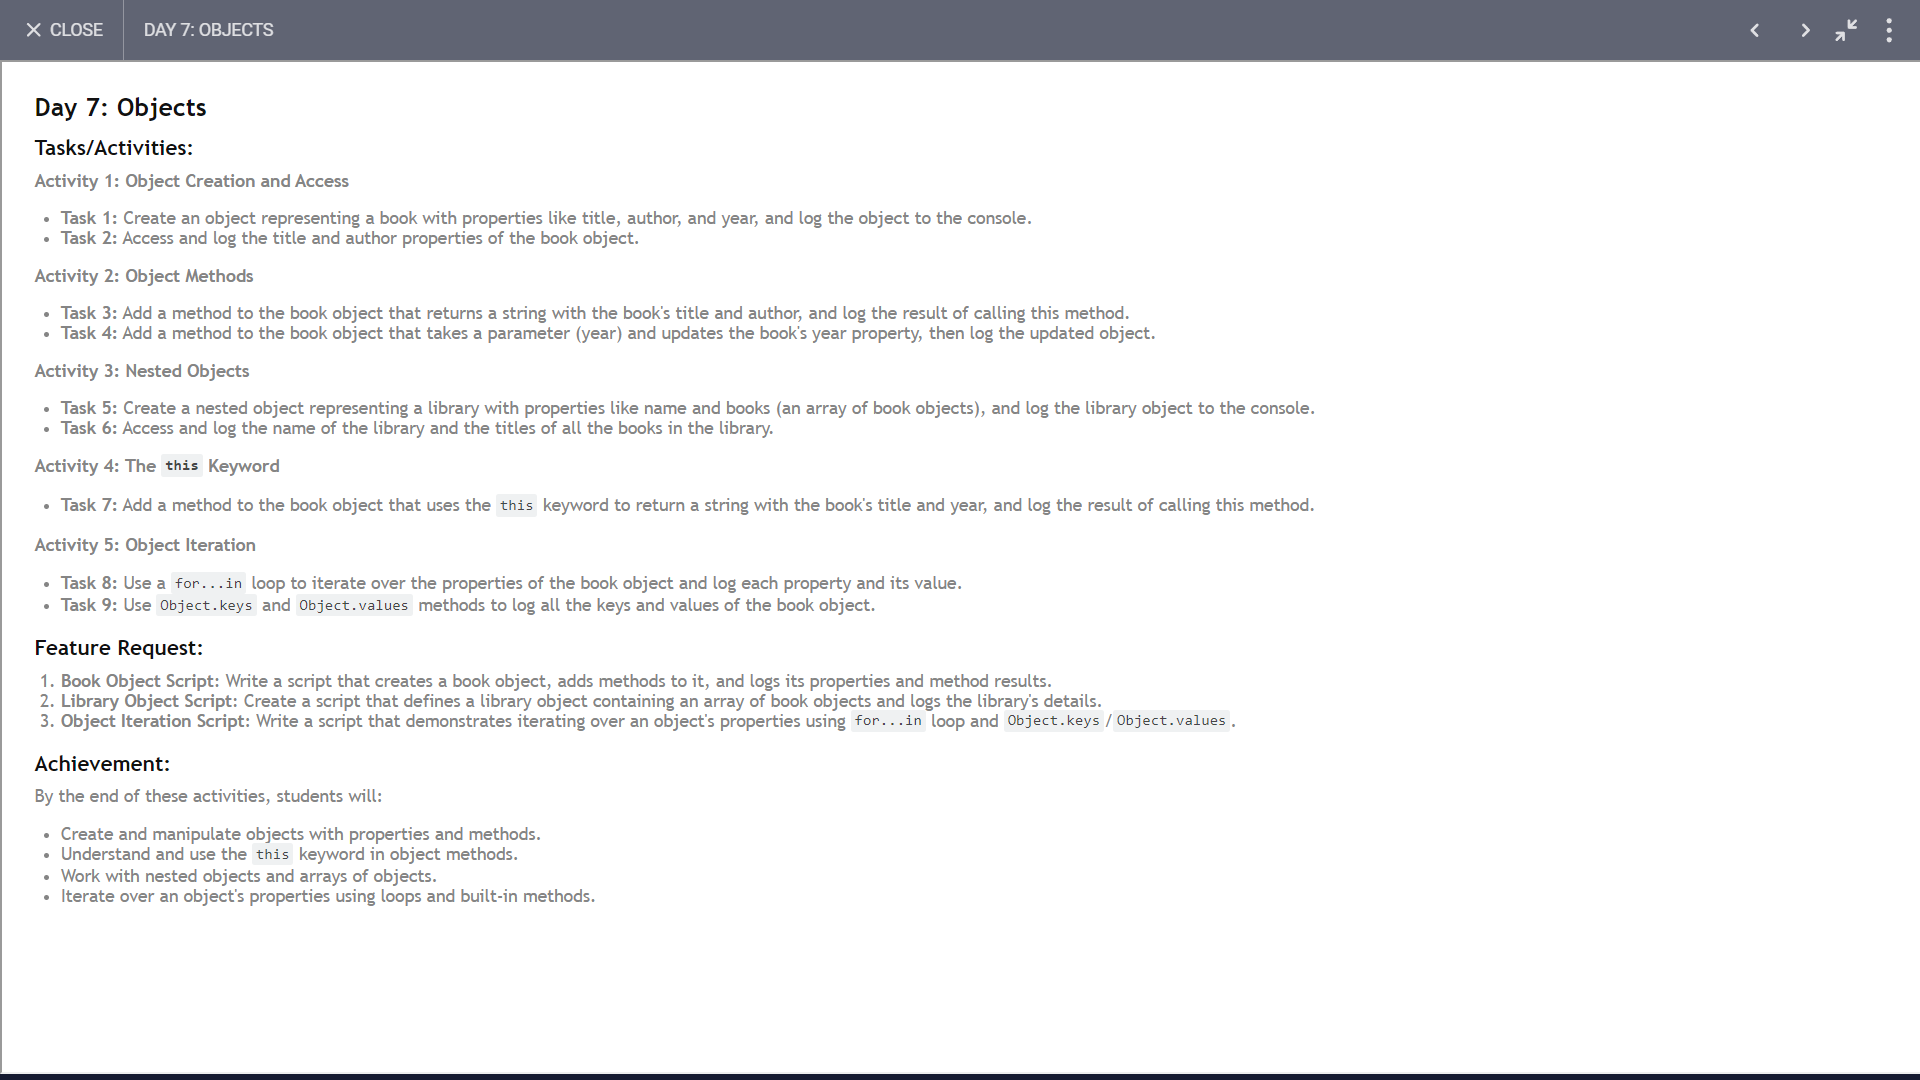 CLOSE
DAY 7: OBJECTS
Day 7: Objects
Tasks/Activities:
Activity 1: Object Creation and Access
• Task 1: Create an object representing a book with properties like title, author, and year, and log the object to the console.
• Task 2: Access and log the title and author properties of the book object.
Activity 2: Object Methods
• Task 3: Add a method to the book object that returns a string with the book's title and author, and log the result of calling this method.
• Task 4: Add a method to the book object that takes a parameter (year) and updates the book's year property, then log the updated object.
Activity 3: Nested Objects
• Task 5: Create a nested object representing a library with properties like name and books (an array of book objects), and log the library object to the console.
• Task 6: Access and log the name of the library and the titles of all the books in the library.
Activity 4: The this Keyword
• Task 7: Add a method to the book object that uses the this keyword to return a string with the book's title and year, and log the result of calling this method.
Activity 5: Object Iteration
• Task 8: Use a for...in loop to iterate over the properties of the book object and log each property and its value.
• Task 9: Use Object.keys and Object.values methods to log all the keys and values of the book object.
Feature Request:
1. Book Object Script: Write a script that creates a book object, adds methods to it, and logs its properties and method results.
2. Library Object Script: Create a script that defines a library object containing an array of book objects and logs the library's details.
3. Object Iteration Script: Write a script that demonstrates iterating over an object's properties using for...in loop and Object.keys/Object.values.
Achievement:
By the end of these activities, students will:
• Create and manipulate objects with properties and methods.
• Understand and use the this keyword in object methods.
• Work with nested objects and arrays of objects.
• Iterate over an object's properties using loops and built-in methods.